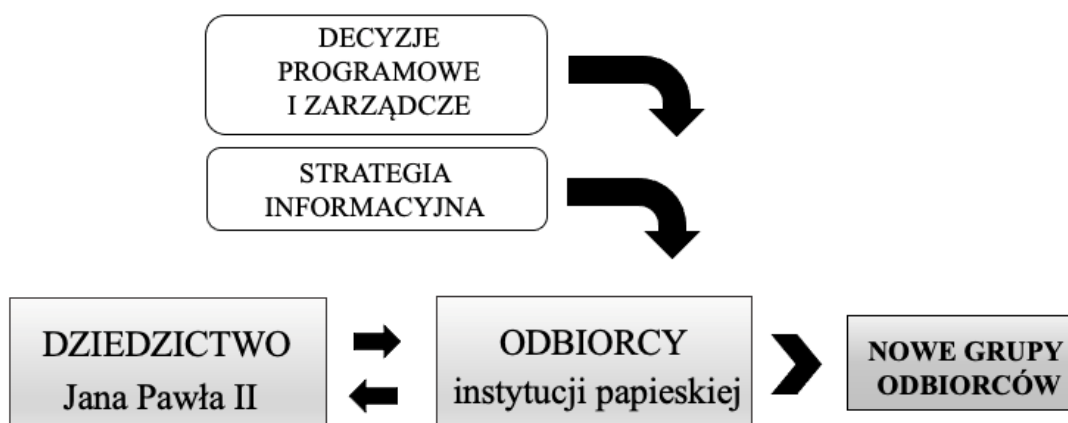 DECYZJE
PROGRAMOWE
I ZARZĄDCZE
STRATEGIA
INFORMACYJNA
DZIEDZICTWO
Jana Pawła II
ODBIORCY
instytucji papieskiej
NOWE GRUPY
ODBIORCÓW